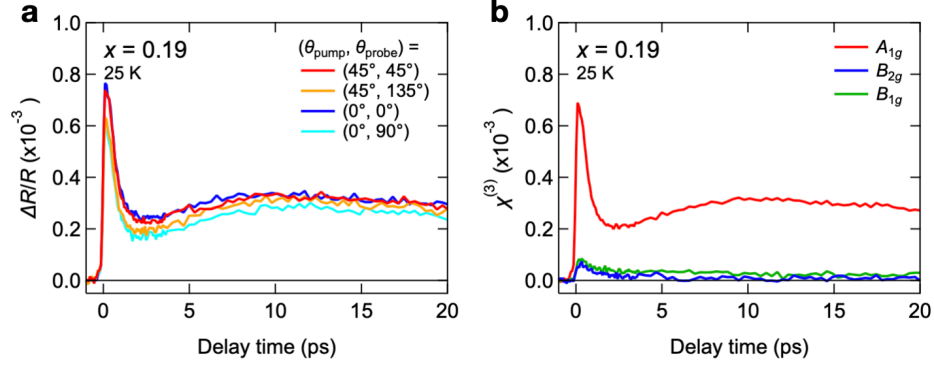 a
x = 0.19
25 K
(θpump, θprobe) =
(45°, 45°)
(45°, 135°)
(0°, 0°)
(0°, 90°)
1.0
0.8
0.6
0.4
0.2
0.0
ΔR/R (x10⁻³)
0 5 10 15 20
Delay time (ps)
b
x = 0.19
25 K
A1g
B2g
B1g
1.0
0.8
0.6
0.4
0.2
0.0
χ⁽³⁾ (x10⁻³)
0 5 10 15 20
Delay time (ps)